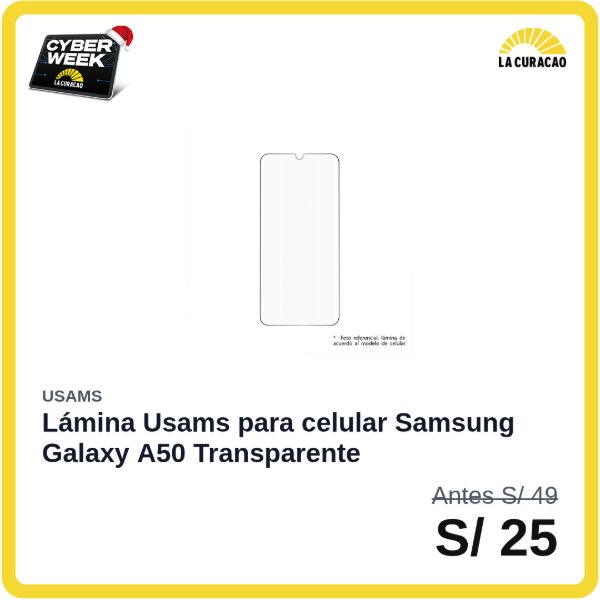 CYBER
WEEK
LA CURACAO
LA CURACAO
* Foto referencial, lámina de
acuerdo al modelo de celular
USAMS
Lámina Usams para celular Samsung
Galaxy A50 Transparente
Antes S/ 49
S/ 25